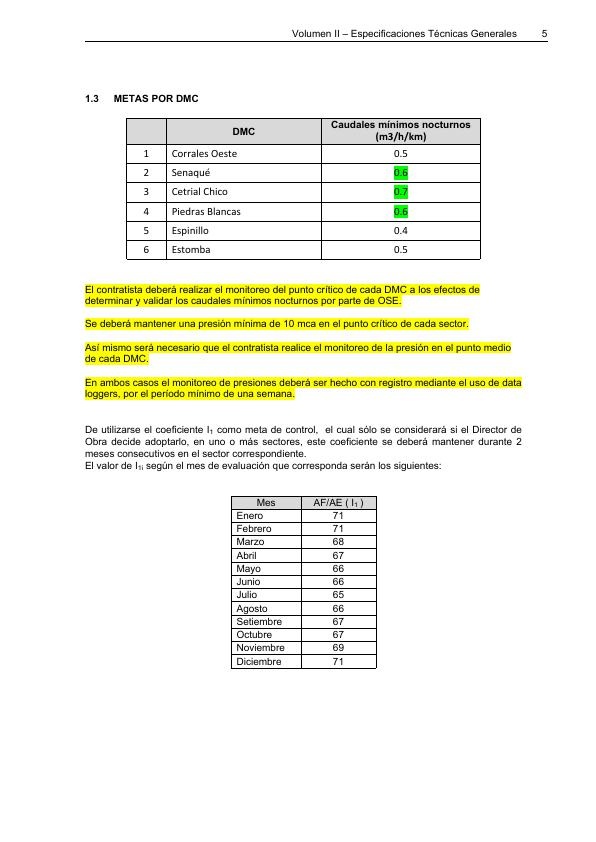 Volumen II – Especificaciones Técnicas Generales 5
1.3 METAS POR DMC
DMC Caudales mínimos nocturnos (m3/h/km)
1 Corrales Oeste 0.5
2 Senaqué 0.6
3 Cetrial Chico 0.7
4 Piedras Blancas 0.6
5 Espinillo 0.4
6 Estomba 0.5
El contratista deberá realizar el monitoreo del punto crítico de cada DMC a los efectos de
determinar y validar los caudales mínimos nocturnos por parte de OSE.
Se deberá mantener una presión mínima de 10 mca en el punto crítico de cada sector.
Así mismo será necesario que el contratista realice el monitoreo de la presión en el punto medio
de cada DMC.
En ambos casos el monitoreo de presiones deberá ser hecho con registro mediante el uso de data
loggers, por el período mínimo de una semana.
De utilizarse el coeficiente I₁ como meta de control, el cual sólo se considerará si el Director de
Obra decide adoptarlo, en uno o más sectores, este coeficiente se deberá mantener durante 2
meses consecutivos en el sector correspondiente.
El valor de I₁ᵢ según el mes de evaluación que corresponda serán los siguientes:
Mes AF/AE ( I₁ )
Enero 71
Febrero 71
Marzo 68
Abril 67
Mayo 66
Junio 66
Julio 65
Agosto 66
Setiembre 67
Octubre 67
Noviembre 69
Diciembre 71